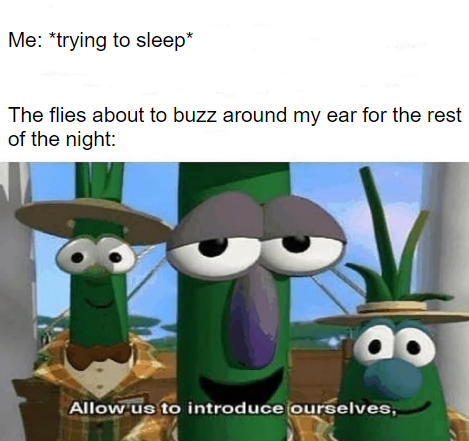 Me: *trying to sleep*
The flies about to buzz around my ear for the rest
of the night:
Allow us to introduce ourselves,